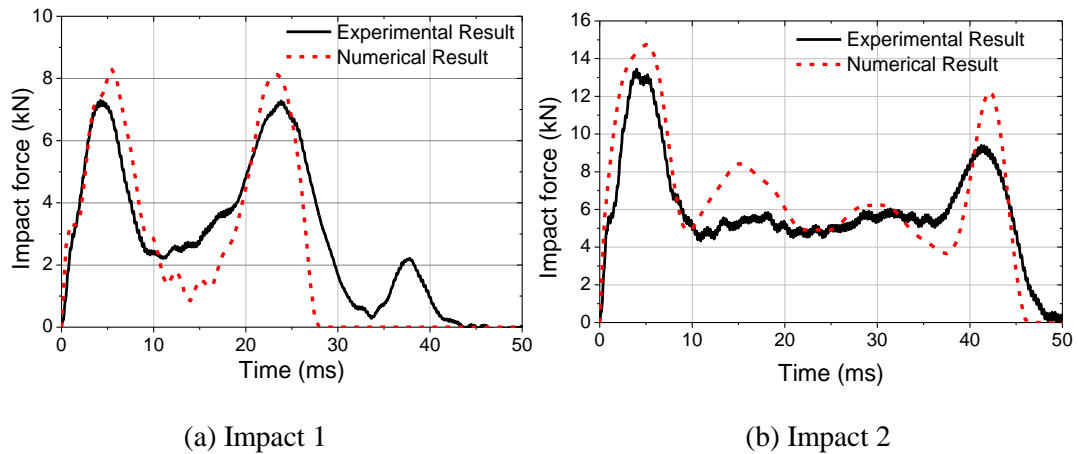 10
8
6
4
2
0
Impact force (kN)
Experimental Result
Numerical Result
0 10 20 30 40 50
Time (ms)
(a) Impact 1
16
14
12
10
8
6
4
2
0
Impact force (kN)
Experimental Result
Numerical Result
0 10 20 30 40 50
Time (ms)
(b) Impact 2